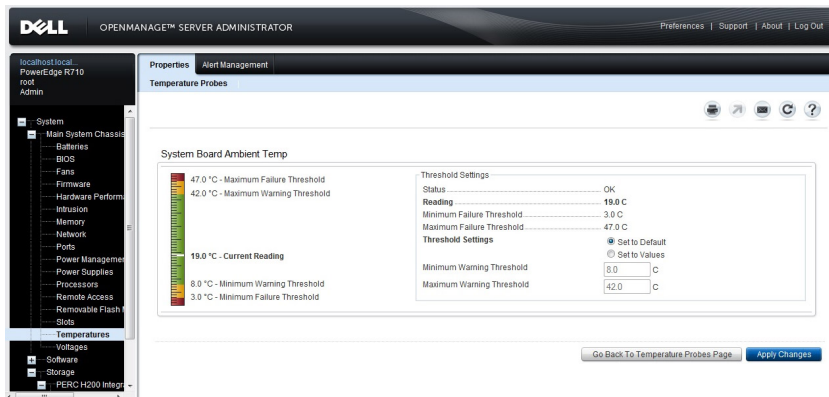 DELL OPENMANAGE™ SERVER ADMINISTRATOR Preferences | Support | About | Log Out
localhost.local...
PowerEdge R710
root
Admin
Properties Alert Management
Temperature Probes
System
Main System Chassis
Batteries
BIOS
Fans
Firmware
Hardware Performa
Intrusion
Memory
Network
Ports
Power Managemen
Power Supplies
Processors
Remote Access
Removable Flash
Slots
Temperatures
Voltages
Software
Storage
PERC H200 Integra
System Board Ambient Temp
47.0 °C - Maximum Failure Threshold
42.0 °C - Maximum Warning Threshold
19.0 °C - Current Reading
8.0 °C - Minimum Warning Threshold
3.0 °C - Minimum Failure Threshold
Threshold Settings
Status OK
Reading 19.0 C
Minimum Failure Threshold 3.0 C
Maximum Failure Threshold 47.0 C
Threshold Settings Set to Default
Set to Values
Minimum Warning Threshold 8.0 C
Maximum Warning Threshold 42.0 C
Go Back To Temperature Probes Page Apply Changes